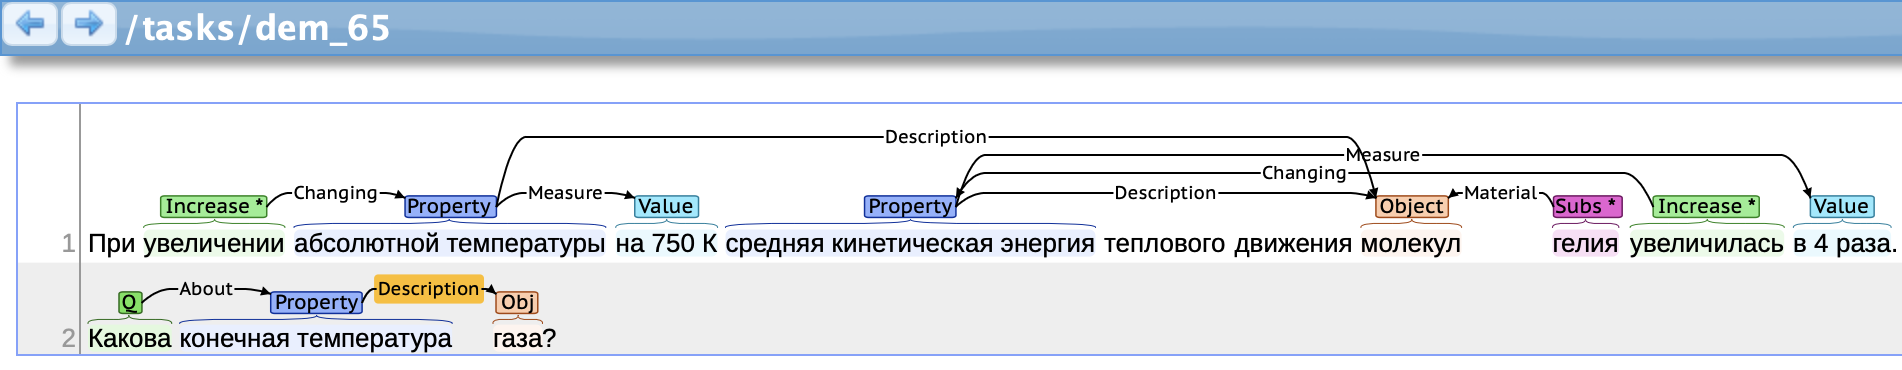 /tasks/dem_65
Description
Measure
Changing
Increase * Changing Property Measure Value Property Description Object Material Subs * Increase * Value
1 При увеличении абсолютной температуры на 750 К средняя кинетическая энергия теплового движения молекул гелия увеличилась в 4 раза.
Q About Property Description Obj
2 Какова конечная температура газа?